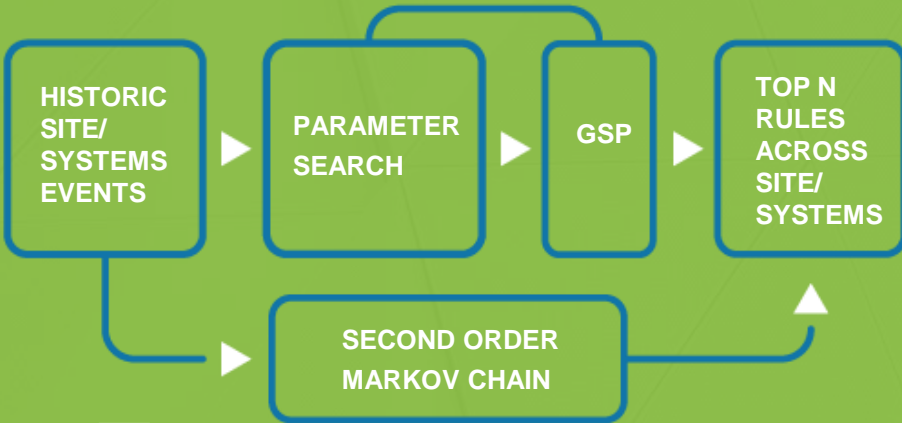 HISTORIC
SITE/
SYSTEMS
EVENTS
PARAMETER
SEARCH
GSP
TOP N
RULES
ACROSS
SITE/
SYSTEMS
SECOND ORDER
MARKOV CHAIN